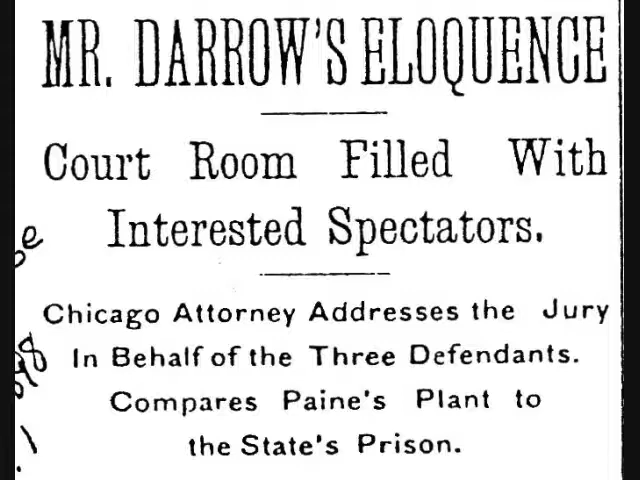 MR. DARROW'S ELOQUENCE
Court Room Filled With
Interested Spectators.
Chicago Attorney Addresses the Jury
In Behalf of the Three Defendants.
Compares Paine's Plant to
the State's Prison.